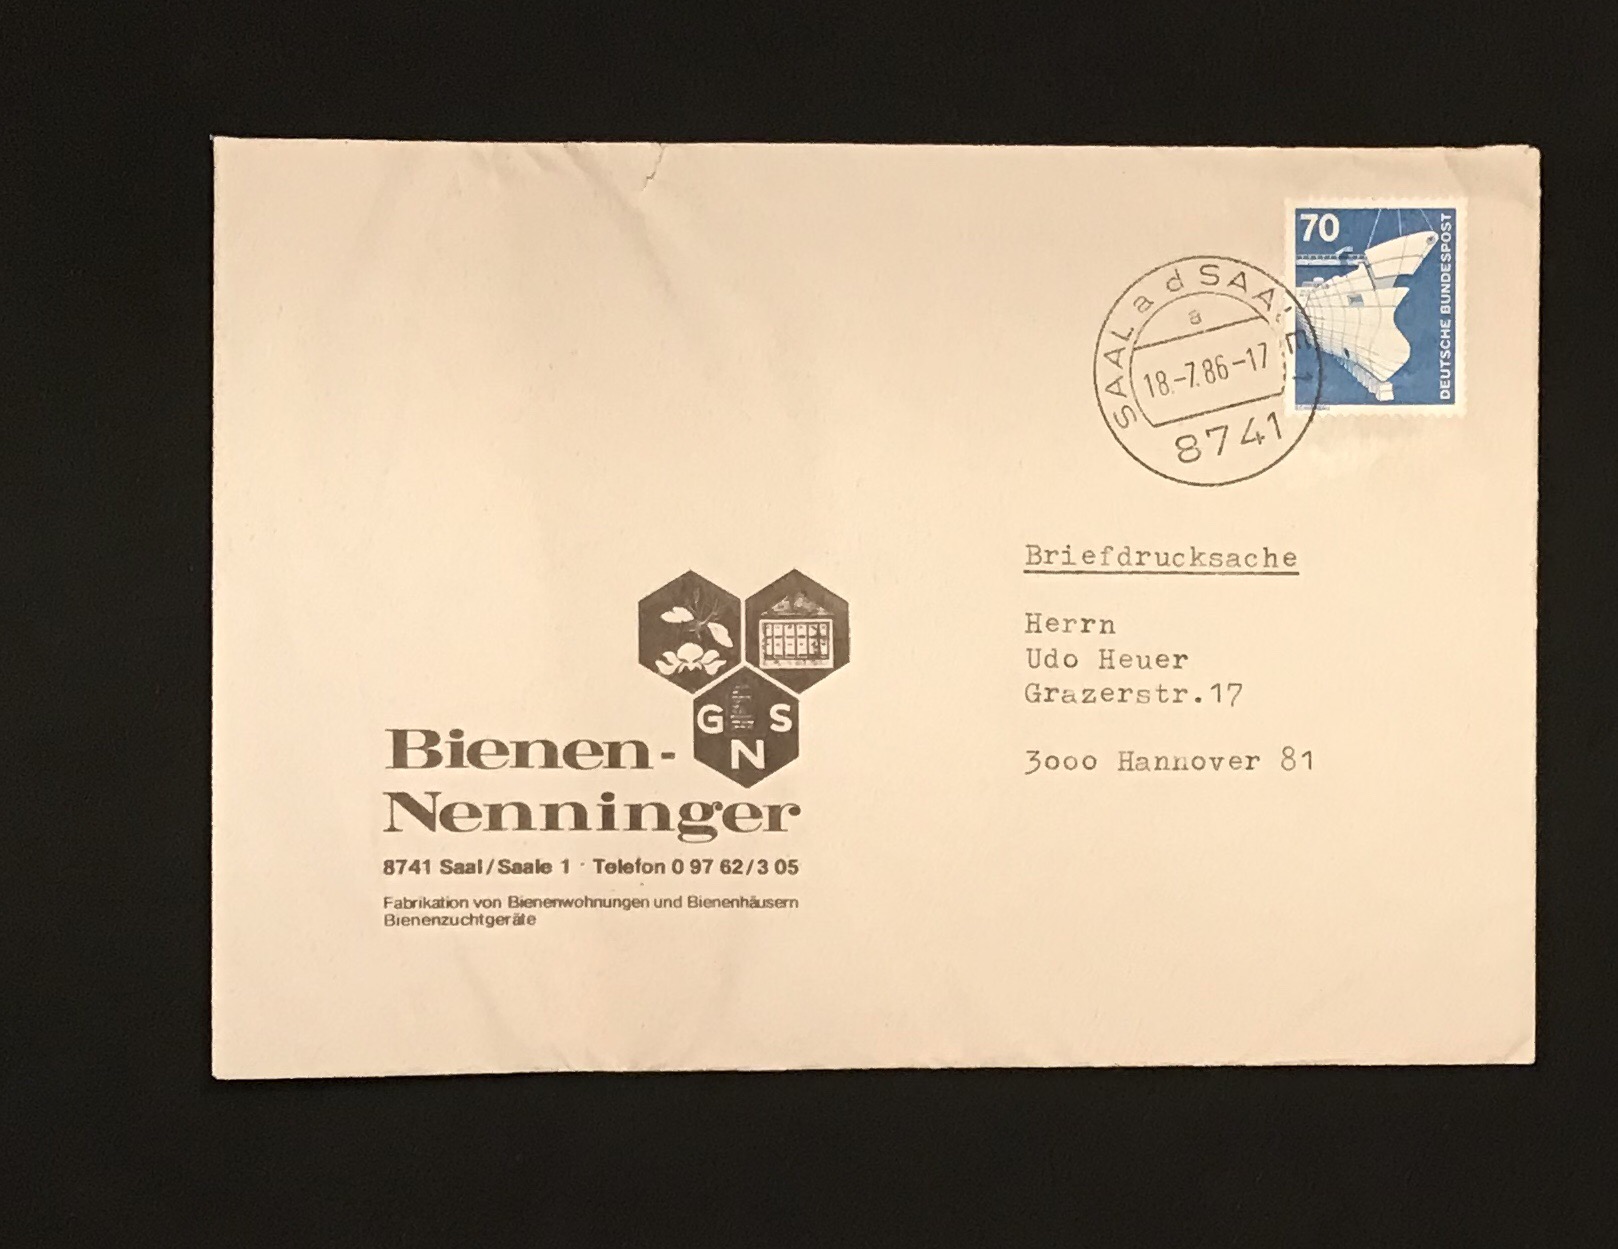 70
DEUTSCHE BUNDESPOST
SAAL a d SAALE 1
a
18.-7.86-17
8741
Briefdrucksache
Herrn
Udo Heuer
Grazerstr.17
3000 Hannover 81
G S
N
Bienen-
Nenninger
8741 Saal/Saale 1 · Telefon 0 97 62/3 05
Fabrikation von Bienenwohnungen und Bienenhäusern
Bienenzuchtgeräte